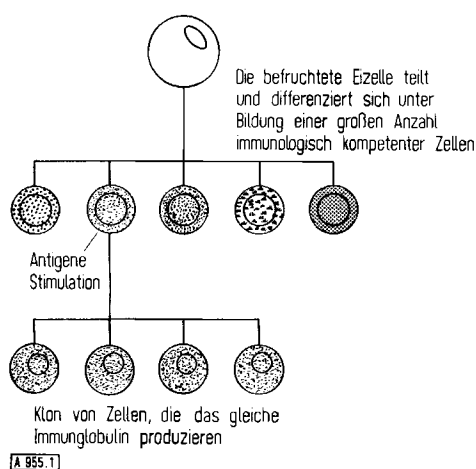 Die befruchtete Eizelle teilt
und differenziert sich unter
Bildung einer großen Anzahl
immunologisch kompetenter Zellen
Antigene
Stimulation
Klon von Zellen, die das gleiche
Immunglobulin produzieren
A 955.1